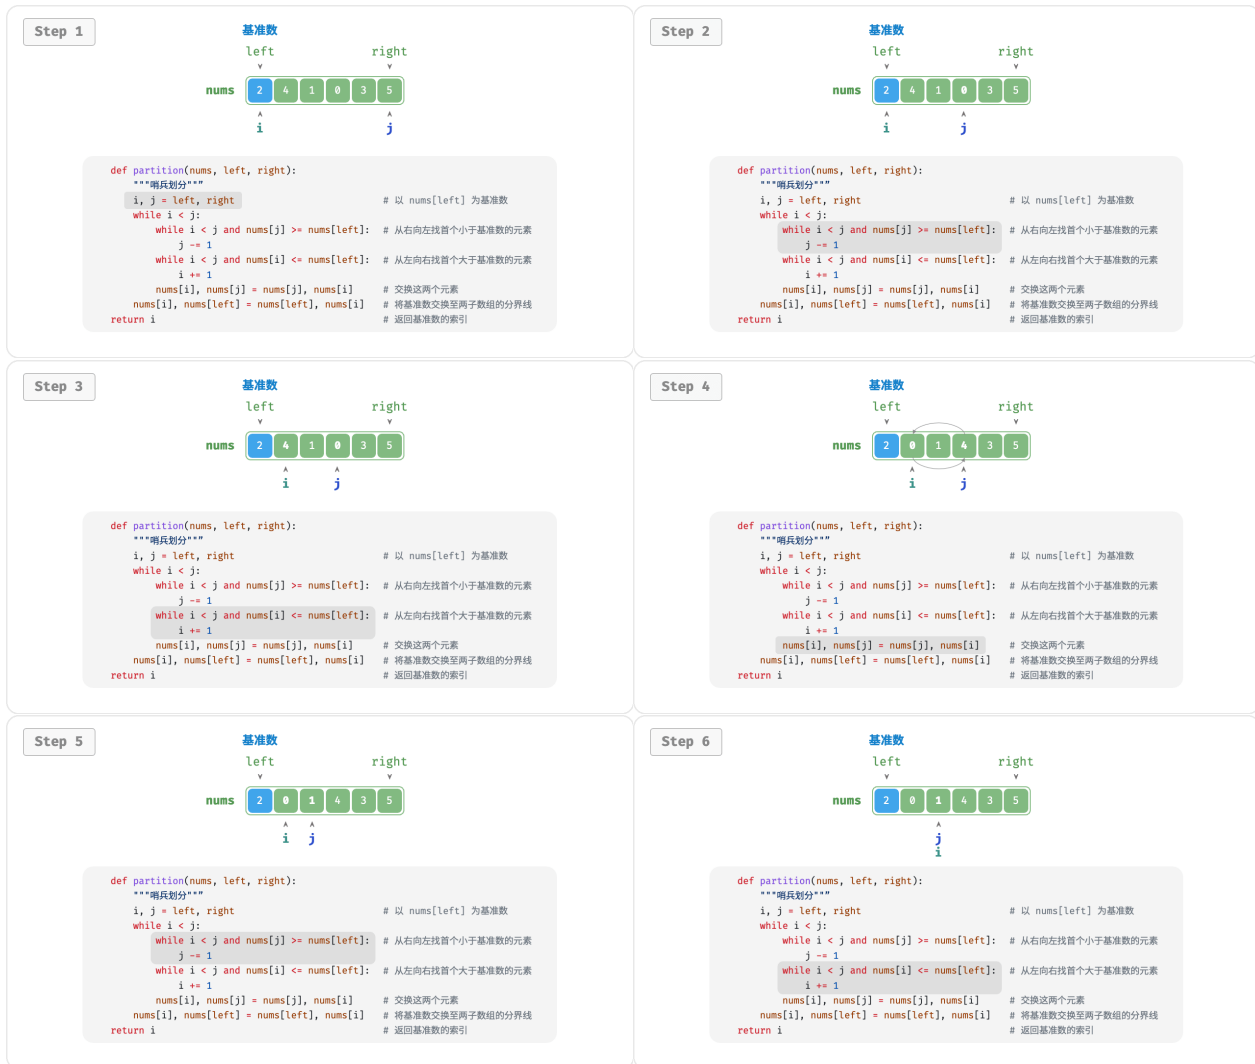 Step 1
基准数
left right
nums 2 4 1 0 3 5
i j
def partition(nums, left, right):
"""哨兵划分"""
i, j = left, right # 以 nums[left] 为基准数
while i < j:
while i < j and nums[j] >= nums[left]: # 从右向左找首个小于基准数的元素
j -= 1
while i < j and nums[i] <= nums[left]: # 从左向右找首个大于基准数的元素
i += 1
nums[i], nums[j] = nums[j], nums[i] # 交换这两个元素
nums[i], nums[left] = nums[left], nums[i] # 将基准数交换至两子数组的分界线
return i # 返回基准数的索引
Step 2
基准数
left right
nums 2 4 1 0 3 5
i j
def partition(nums, left, right):
"""哨兵划分"""
i, j = left, right # 以 nums[left] 为基准数
while i < j:
while i < j and nums[j] >= nums[left]: # 从右向左找首个小于基准数的元素
j -= 1
while i < j and nums[i] <= nums[left]: # 从左向右找首个大于基准数的元素
i += 1
nums[i], nums[j] = nums[j], nums[i] # 交换这两个元素
nums[i], nums[left] = nums[left], nums[i] # 将基准数交换至两子数组的分界线
return i # 返回基准数的索引
Step 3
基准数
left right
nums 2 4 1 0 3 5
i j
def partition(nums, left, right):
"""哨兵划分"""
i, j = left, right # 以 nums[left] 为基准数
while i < j:
while i < j and nums[j] >= nums[left]: # 从右向左找首个小于基准数的元素
j -= 1
while i < j and nums[i] <= nums[left]: # 从左向右找首个大于基准数的元素
i += 1
nums[i], nums[j] = nums[j], nums[i] # 交换这两个元素
nums[i], nums[left] = nums[left], nums[i] # 将基准数交换至两子数组的分界线
return i # 返回基准数的索引
Step 4
基准数
left right
nums 2 0 1 4 3 5
i j
def partition(nums, left, right):
"""哨兵划分"""
i, j = left, right # 以 nums[left] 为基准数
while i < j:
while i < j and nums[j] >= nums[left]: # 从右向左找首个小于基准数的元素
j -= 1
while i < j and nums[i] <= nums[left]: # 从左向右找首个大于基准数的元素
i += 1
nums[i], nums[j] = nums[j], nums[i] # 交换这两个元素
nums[i], nums[left] = nums[left], nums[i] # 将基准数交换至两子数组的分界线
return i # 返回基准数的索引
Step 5
基准数
left right
nums 2 0 1 4 3 5
i j
def partition(nums, left, right):
"""哨兵划分"""
i, j = left, right # 以 nums[left] 为基准数
while i < j:
while i < j and nums[j] >= nums[left]: # 从右向左找首个小于基准数的元素
j -= 1
while i < j and nums[i] <= nums[left]: # 从左向右找首个大于基准数的元素
i += 1
nums[i], nums[j] = nums[j], nums[i] # 交换这两个元素
nums[i], nums[left] = nums[left], nums[i] # 将基准数交换至两子数组的分界线
return i # 返回基准数的索引
Step 6
基准数
left right
nums 2 0 1 4 3 5
j
i
def partition(nums, left, right):
"""哨兵划分"""
i, j = left, right # 以 nums[left] 为基准数
while i < j:
while i < j and nums[j] >= nums[left]: # 从右向左找首个小于基准数的元素
j -= 1
while i < j and nums[i] <= nums[left]: # 从左向右找首个大于基准数的元素
i += 1
nums[i], nums[j] = nums[j], nums[i] # 交换这两个元素
nums[i], nums[left] = nums[left], nums[i] # 将基准数交换至两子数组的分界线
return i # 返回基准数的索引